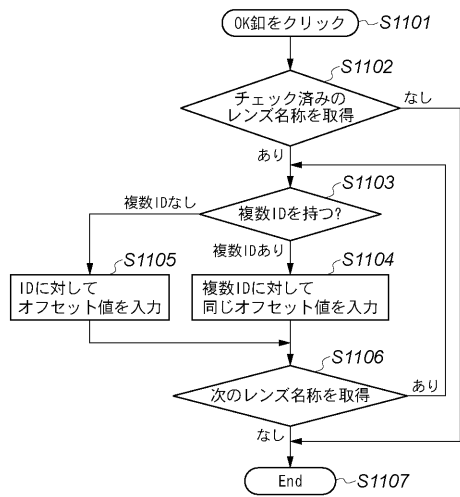 OK釦をクリック
S1101
S1102
チェック済みの
レンズ名称を取得
なし
あり
S1103
複数IDなし
複数IDを持つ?
複数IDあり
S1105
S1104
IDに対して
オフセット値を入力
複数IDに対して
同じオフセット値を入力
S1106
次のレンズ名称を取得
あり
なし
End
S1107